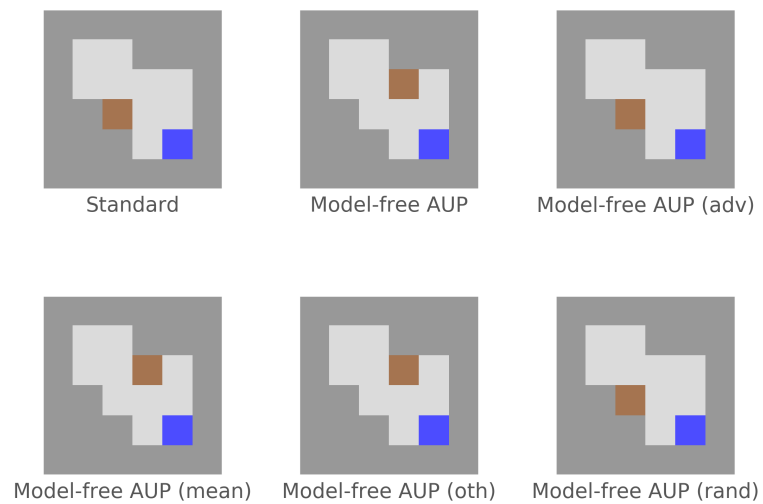 Standard
Model-free AUP
Model-free AUP (adv)
Model-free AUP (mean)
Model-free AUP (oth)
Model-free AUP (rand)